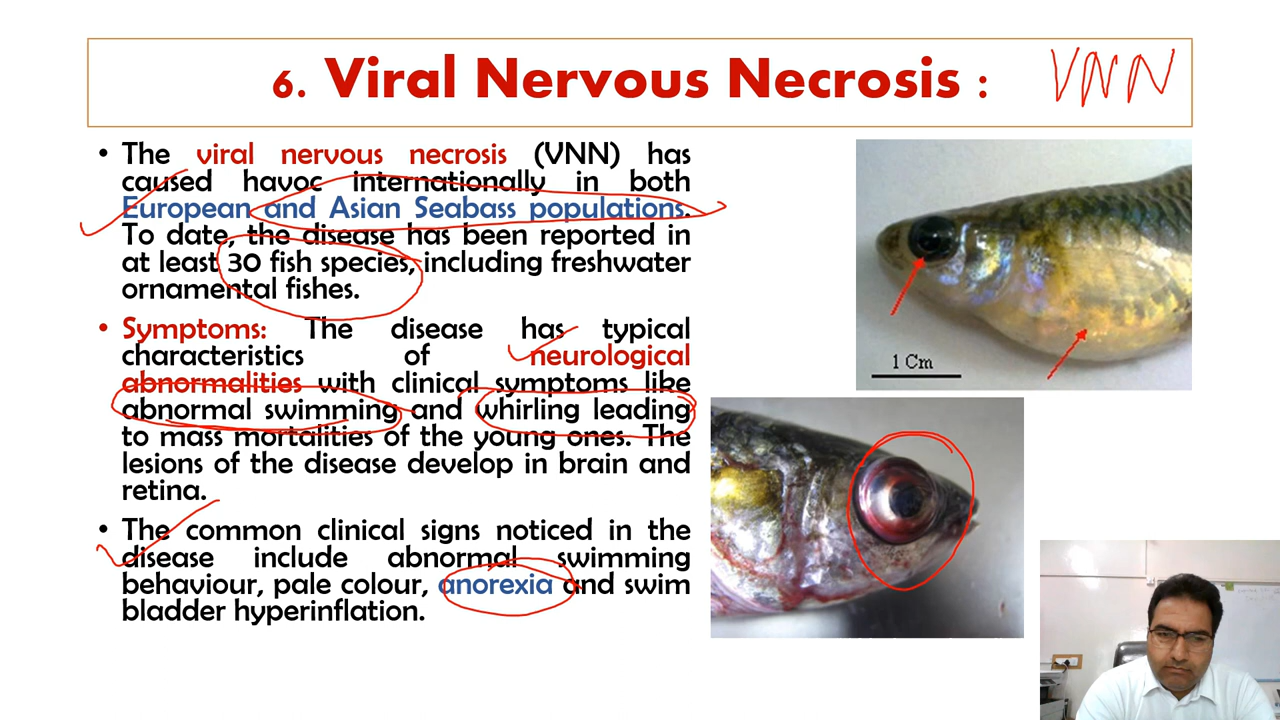 6. Viral Nervous Necrosis :
VNN
• The viral nervous necrosis (VNN) has
caused havoc internationally in both
European and Asian Seabass populations.
To date, the disease has been reported in
at least 30 fish species, including freshwater
ornamental fishes.
• Symptoms: The disease has typical
characteristics of neurological
abnormalities with clinical symptoms like
abnormal swimming and whirling leading
to mass mortalities of the young ones. The
lesions of the disease develop in brain and
retina.
• The common clinical signs noticed in the
disease include abnormal swimming
behaviour, pale colour, anorexia and swim
bladder hyperinflation.
1 Cm